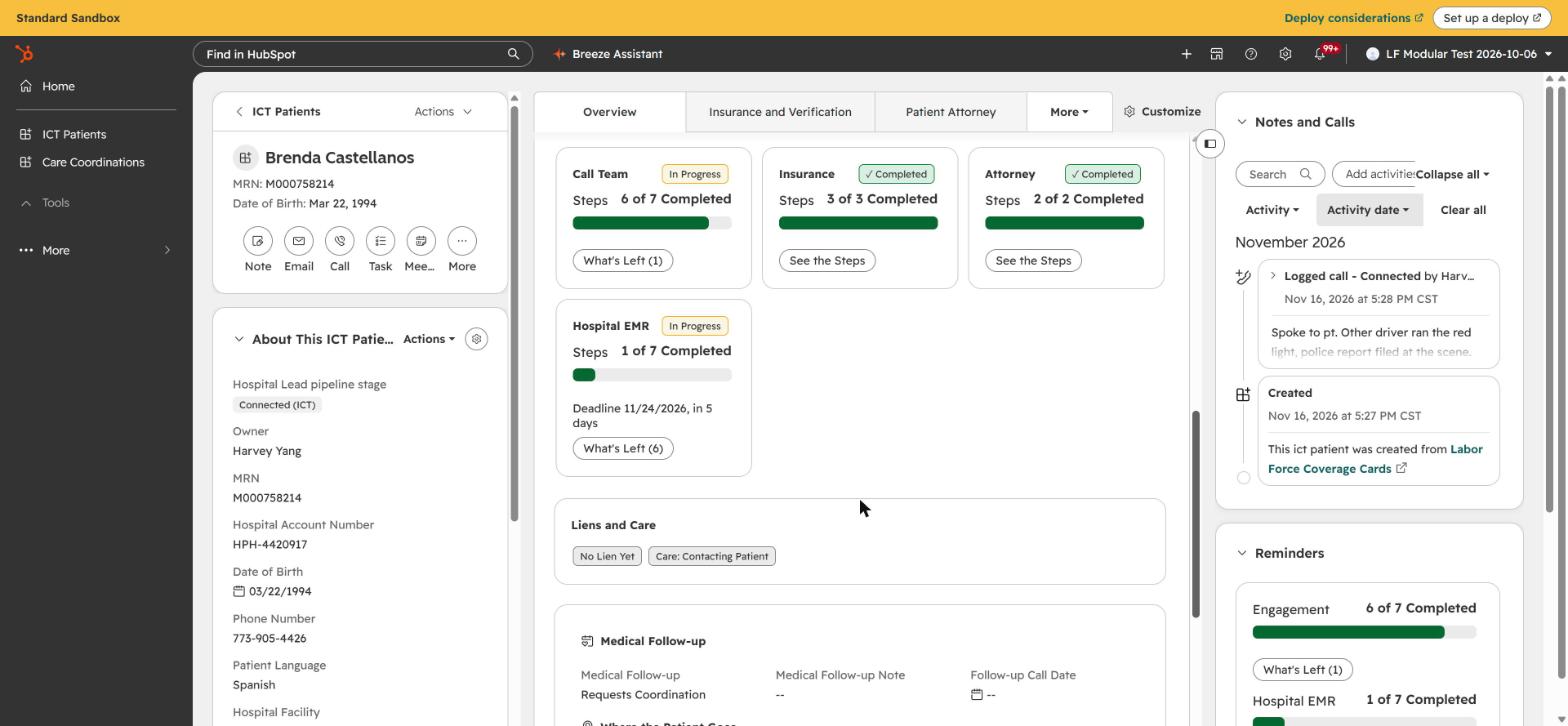 Standard Sandbox
Deploy considerations
Set up a deploy
Find in HubSpot
Breeze Assistant
99+
LF Modular Test 2026-10-06
Home
ICT Patients
Care Coordinations
Tools
More
ICT Patients
Actions
Brenda Castellanos
MRN: M000758214
Date of Birth: Mar 22, 1994
Note
Email
Call
Task
Mee...
More
About This ICT Patie...
Actions
Hospital Lead pipeline stage
Connected (ICT)
Owner
Harvey Yang
MRN
M000758214
Hospital Account Number
HPH-4420917
Date of Birth
03/22/1994
Phone Number
773-905-4426
Patient Language
Spanish
Hospital Facility
Overview
Insurance and Verification
Patient Attorney
More
Customize
Call Team
In Progress
Steps
6 of 7 Completed
What's Left (1)
Insurance
✓ Completed
Steps
3 of 3 Completed
See the Steps
Attorney
✓ Completed
Steps
2 of 2 Completed
See the Steps
Hospital EMR
In Progress
Steps
1 of 7 Completed
Deadline 11/24/2026, in 5
days
What's Left (6)
Liens and Care
No Lien Yet
Care: Contacting Patient
Medical Follow-up
Medical Follow-up
Requests Coordination
Medical Follow-up Note
--
Follow-up Call Date
--
Where the Patient Goes
Notes and Calls
Search
Add activities
Collapse all
Activity
Activity date
Clear all
November 2026
Logged call - Connected by Harv...
Nov 16, 2026 at 5:28 PM CST
Spoke to pt. Other driver ran the red
light, police report filed at the scene.
Created
Nov 16, 2026 at 5:27 PM CST
This ict patient was created from Labor
Force Coverage Cards
Reminders
Engagement
6 of 7 Completed
What's Left (1)
Hospital EMR
1 of 7 Completed